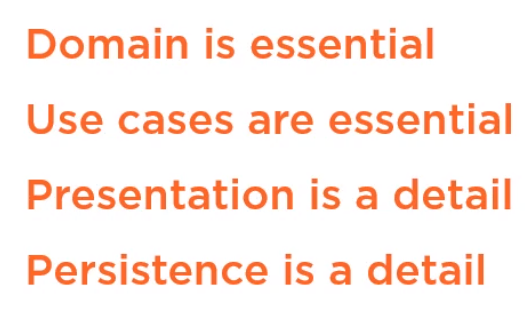 Domain is essential
Use cases are essential
Presentation is a detail
Persistence is a detail